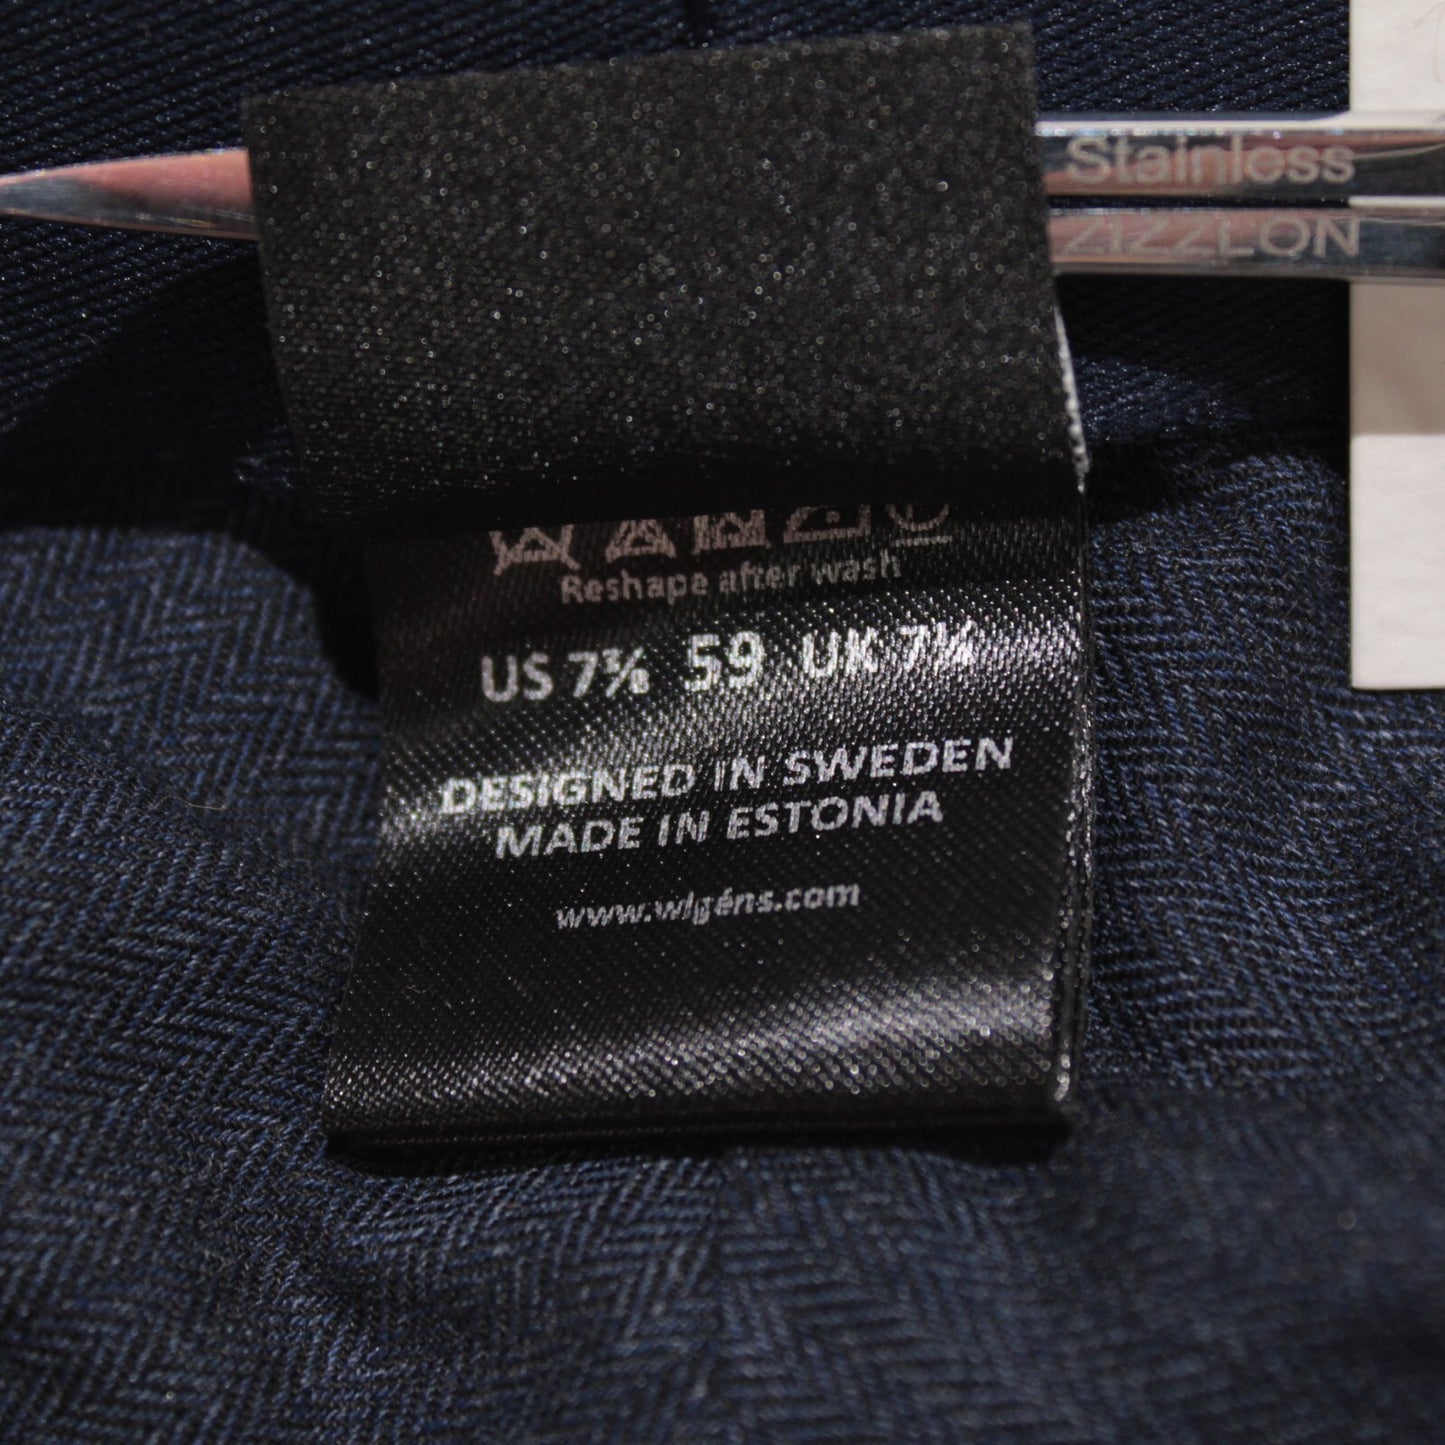 Stainless
ZIZZLON
Reshape after wash
US 7⅜ 59 UK 7¼
DESIGNED IN SWEDEN
MADE IN ESTONIA
www.wigéns.com